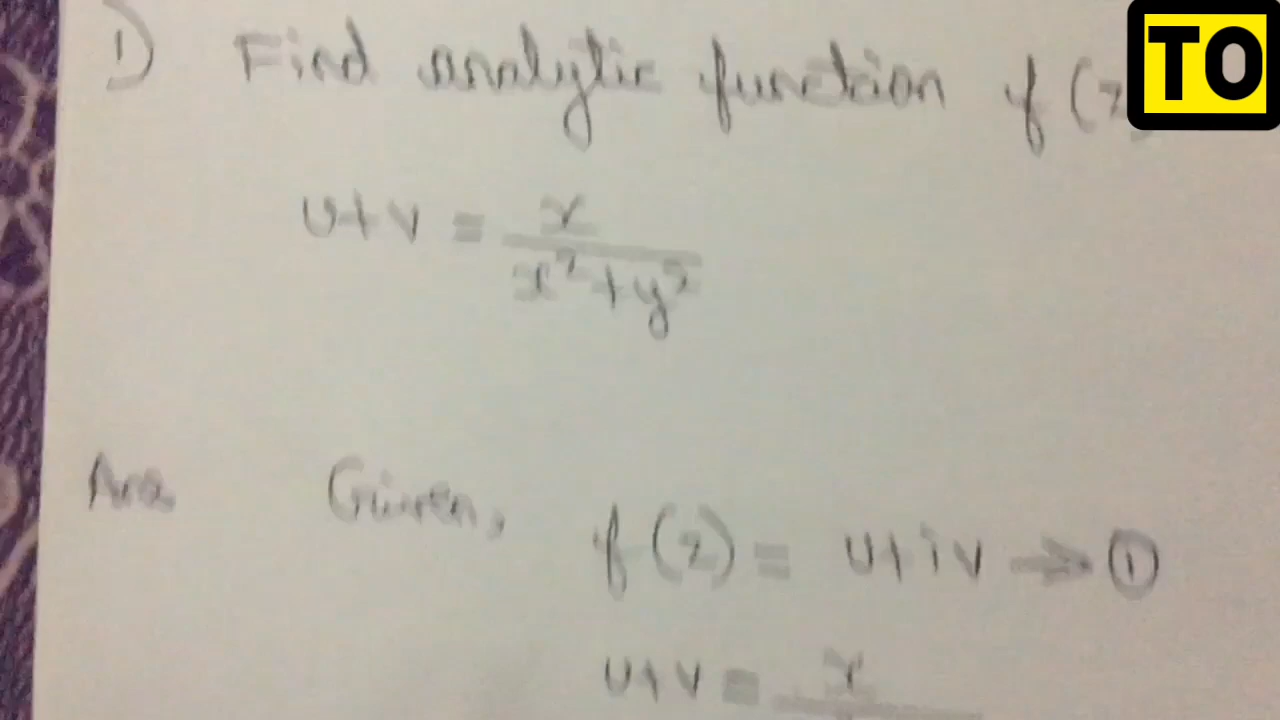 1) Find analytic function f(z
u+v = x
x²+y²
TO
Ans Given, f(z) = u+iv → ①
u+v = x